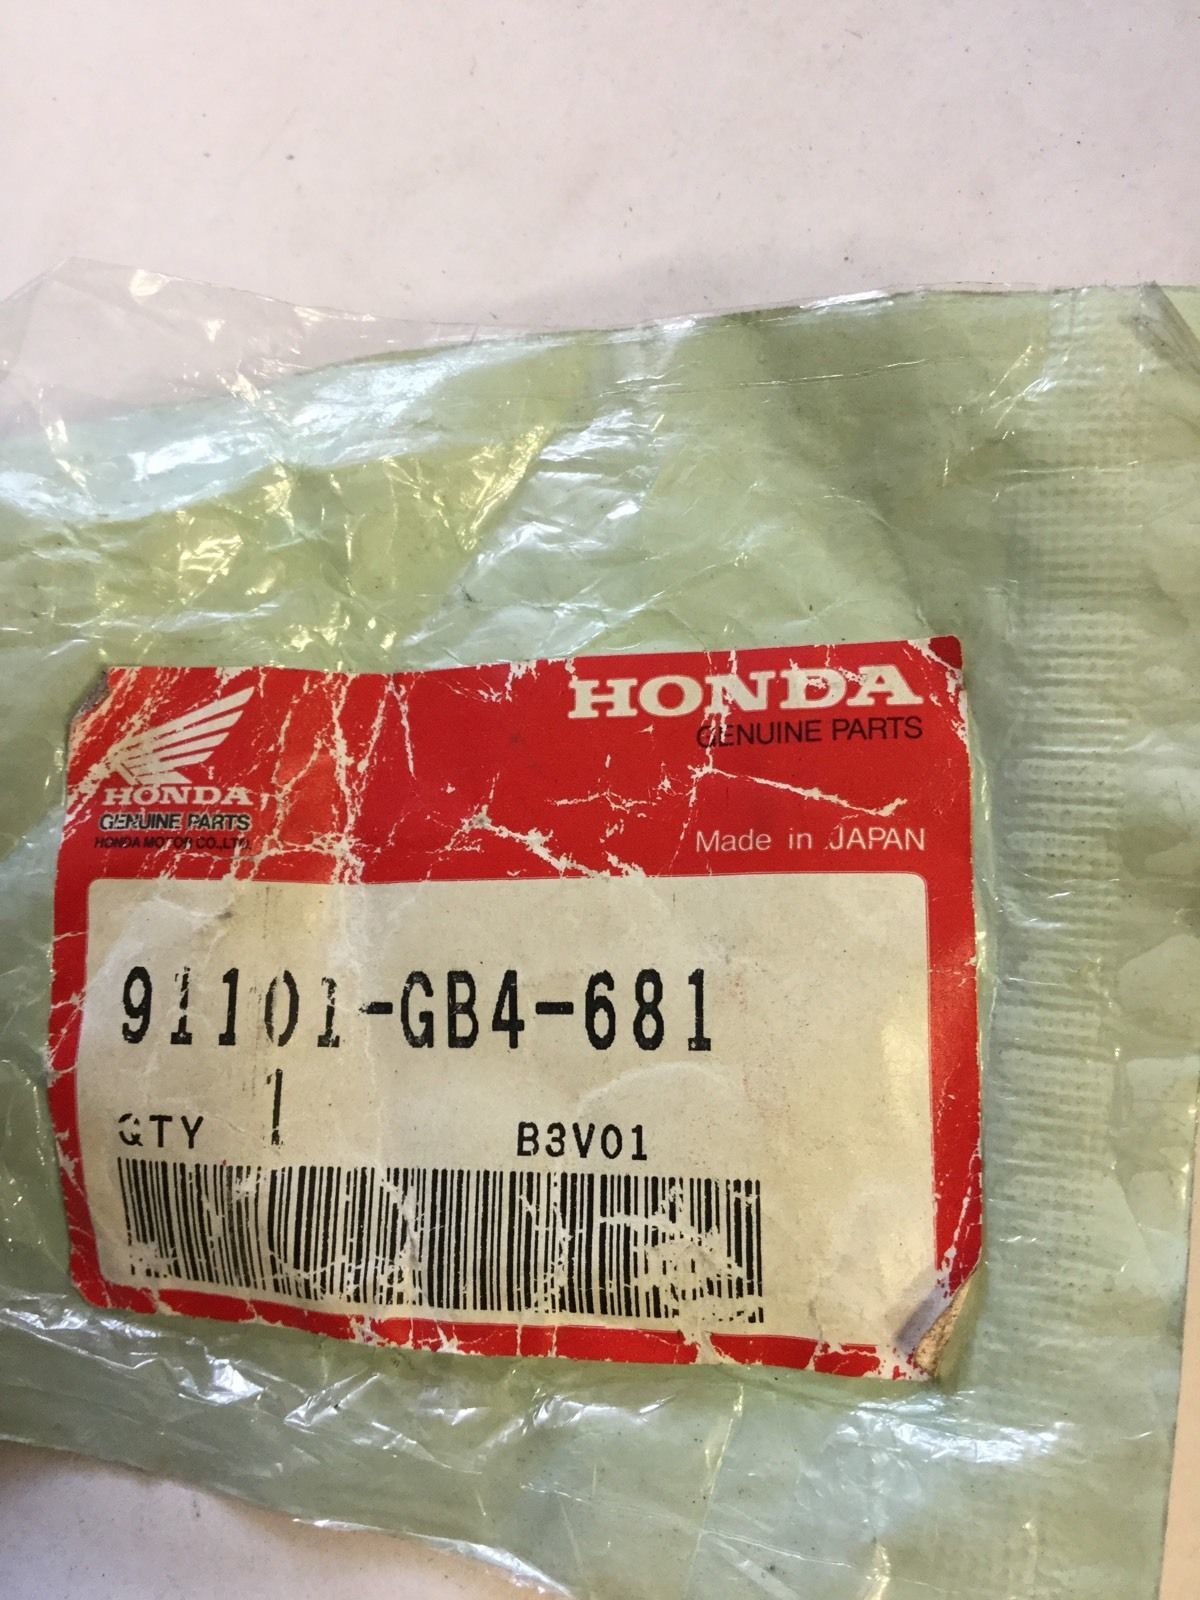 HONDA
GENUINE PARTS
HONDA
GENUINE PARTS
HONDA MOTOR CO.,LTD.
Made in JAPAN
91101-GB4-681
QTY 1 B3V01